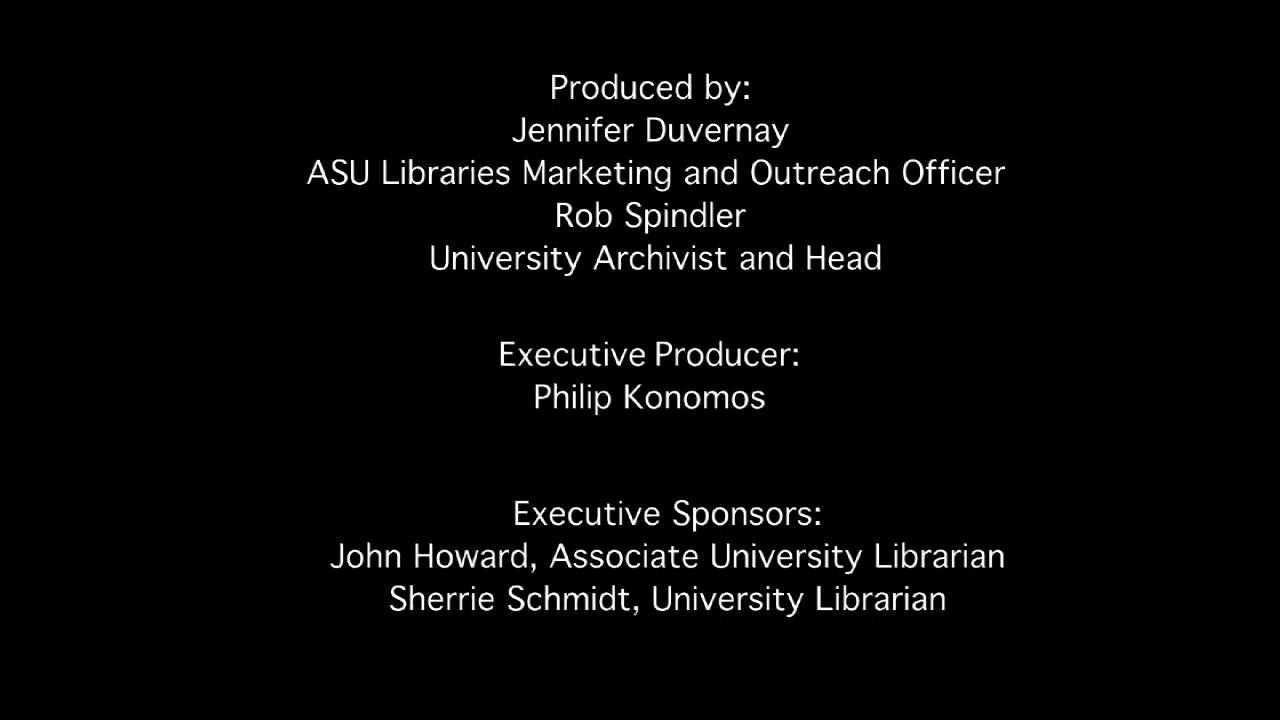 Produced by:
Jennifer Duvernay
ASU Libraries Marketing and Outreach Officer
Rob Spindler
University Archivist and Head
Executive Producer:
Philip Konomos
Executive Sponsors:
John Howard, Associate University Librarian
Sherrie Schmidt, University Librarian